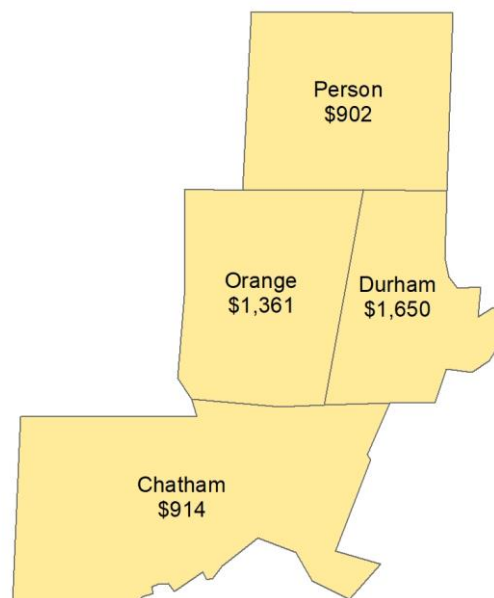 Person
$902
Orange
$1,361
Durham
$1,650
Chatham
$914